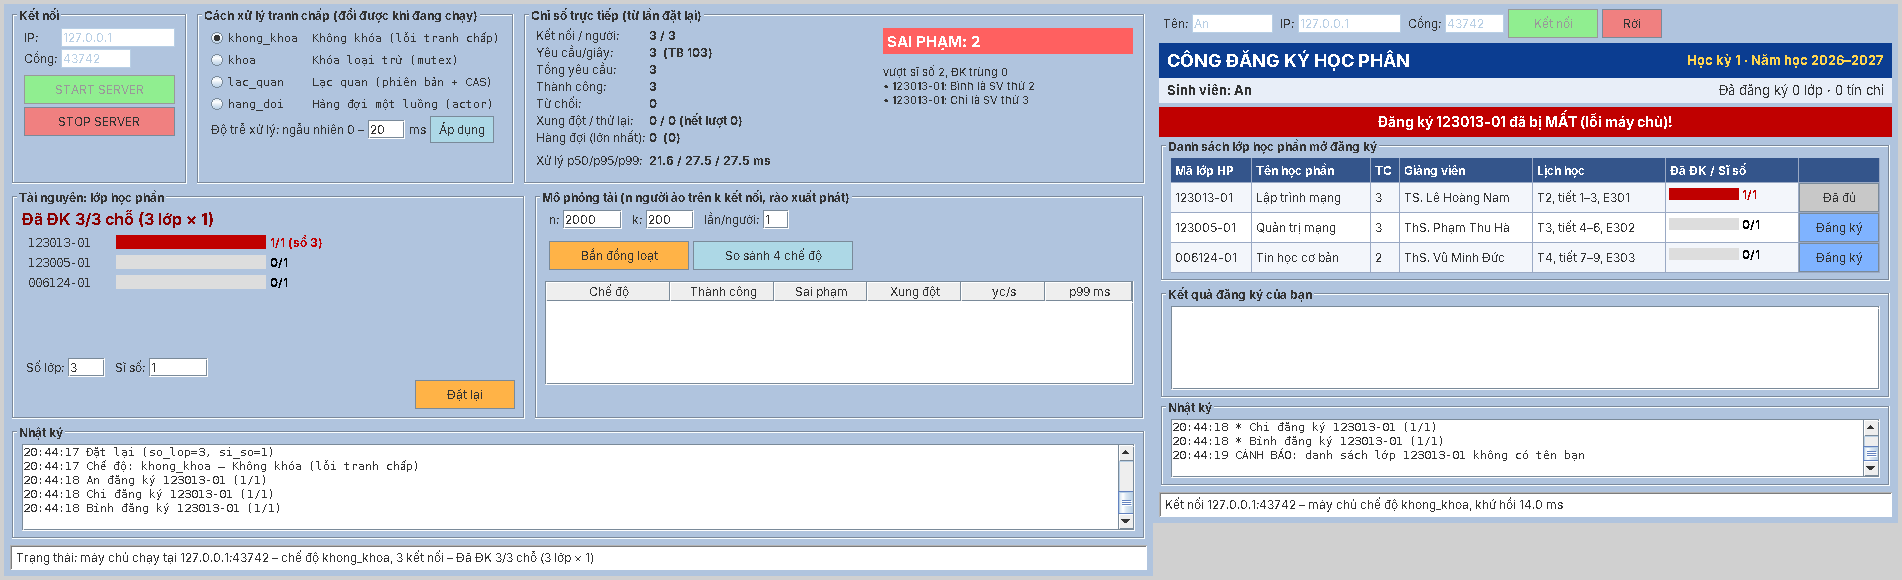 Kết nối
IP: 127.0.0.1
Cổng: 43742
START SERVER
STOP SERVER
Cách xử lý tranh chấp (đổi được khi đang chạy)
khong_khoa Không khóa (lỗi tranh chấp)
khoa Khóa loại trừ (mutex)
lac_quan Lạc quan (phiên bản + CAS)
hang_doi Hàng đợi một luồng (actor)
Độ trễ xử lý: ngẫu nhiên 0 – 20 ms Áp dụng
Chỉ số trực tiếp (từ lần đặt lại)
Kết nối / người: 3 / 3
Yêu cầu/giây: 3 (TB 103)
Tổng yêu cầu: 3
Thành công: 3
Từ chối: 0
Xung đột / thử lại: 0 / 0 (hết lượt 0)
Hàng đợi (lớn nhất): 0 (0)
Xử lý p50/p95/p99: 21.6 / 27.5 / 27.5 ms
SAI PHẠM: 2
vượt sĩ số 2, ĐK trùng 0
• 123013-01: Bình là SV thứ 2
• 123013-01: Chi là SV thứ 3
Tài nguyên: lớp học phần
Đã ĐK 3/3 chỗ (3 lớp × 1)
123013-01 1/1 (sổ 3)
123005-01 0/1
006124-01 0/1
Số lớp: 3 Sĩ số: 1
Đặt lại
Mô phỏng tải (n người ảo trên k kết nối, rào xuất phát)
n: 2000 k: 200 lần/người: 1
Bắn đồng loạt So sánh 4 chế độ
Chế độ Thành công Sai phạm Xung đột yc/s p99 ms
Nhật ký
20:44:17 Đặt lại (so_lop=3, si_so=1)
20:44:17 Chế độ: khong_khoa – Không khóa (lỗi tranh chấp)
20:44:18 An đăng ký 123013-01 (1/1)
20:44:18 Chi đăng ký 123013-01 (1/1)
20:44:18 Bình đăng ký 123013-01 (1/1)
Trạng thái: máy chủ chạy tại 127.0.0.1:43742 – chế độ khong_khoa, 3 kết nối – Đã ĐK 3/3 chỗ (3 lớp × 1)
Tên: An IP: 127.0.0.1 Cổng: 43742 Kết nối Rời
CỔNG ĐĂNG KÝ HỌC PHẦN Học kỳ 1 · Năm học 2026–2027
Sinh viên: An Đã đăng ký 0 lớp · 0 tín chỉ
Đăng ký 123013-01 đã bị MẤT (lỗi máy chủ)!
Danh sách lớp học phần mở đăng ký
Mã lớp HP Tên học phần TC Giảng viên Lịch học Đã ĐK / Sĩ số
123013-01 Lập trình mạng 3 TS. Lê Hoàng Nam T2, tiết 1–3, E301 1/1 Đã đủ
123005-01 Quản trị mạng 3 ThS. Phạm Thu Hà T3, tiết 4–6, E302 0/1 Đăng ký
006124-01 Tin học cơ bản 2 ThS. Vũ Minh Đức T4, tiết 7–9, E303 0/1 Đăng ký
Kết quả đăng ký của bạn
Nhật ký
20:44:18 * Chi đăng ký 123013-01 (1/1)
20:44:18 * Bình đăng ký 123013-01 (1/1)
20:44:19 CẢNH BÁO: danh sách lớp 123013-01 không có tên bạn
Kết nối 127.0.0.1:43742 – máy chủ chế độ khong_khoa, khứ hồi 14.0 ms